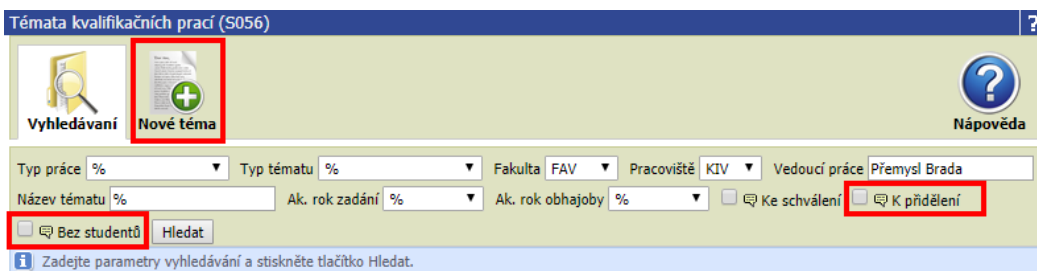 Témata kvalifikačních prací (S056) ?
Vyhledávaní Nové téma Nápověda
Typ práce % Typ tématu % Fakulta FAV Pracoviště KIV Vedoucí práce Přemysl Brada
Název tématu % Ak. rok zadání % Ak. rok obhajoby % Ke schválení K přidělení
Bez studentů Hledat
Zadejte parametry vyhledávání a stiskněte tlačítko Hledat.